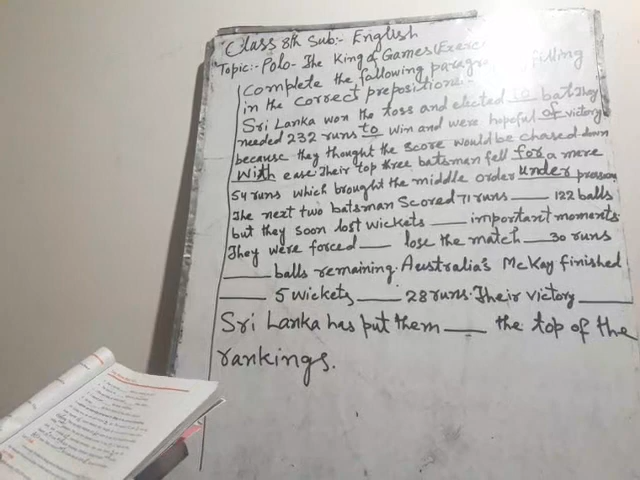 Class 8th Sub:- English
Topic:- Polo- The King of Games (Exerc
Complete the following paragra filling
in the correct prepositions:-
Sri Lanka won the toss and elected to bat. They
needed 232 runs to win and were hopeful of victory
because they thought the score would be chased down
with ease. Their top three batsman fell for a mere
54 runs which brought the middle order under
The next two batsman Scored 71 runs ____ 122 balls
but they soon lost wickets ____ important moments.
They were forced ____ lose the match ____ 30 runs
____ balls remaining. Australia's McKay finished
____ 5 wickets ____ 28 runs. Their victory ____
Sri Lanka has put them ____ the top of the
rankings.